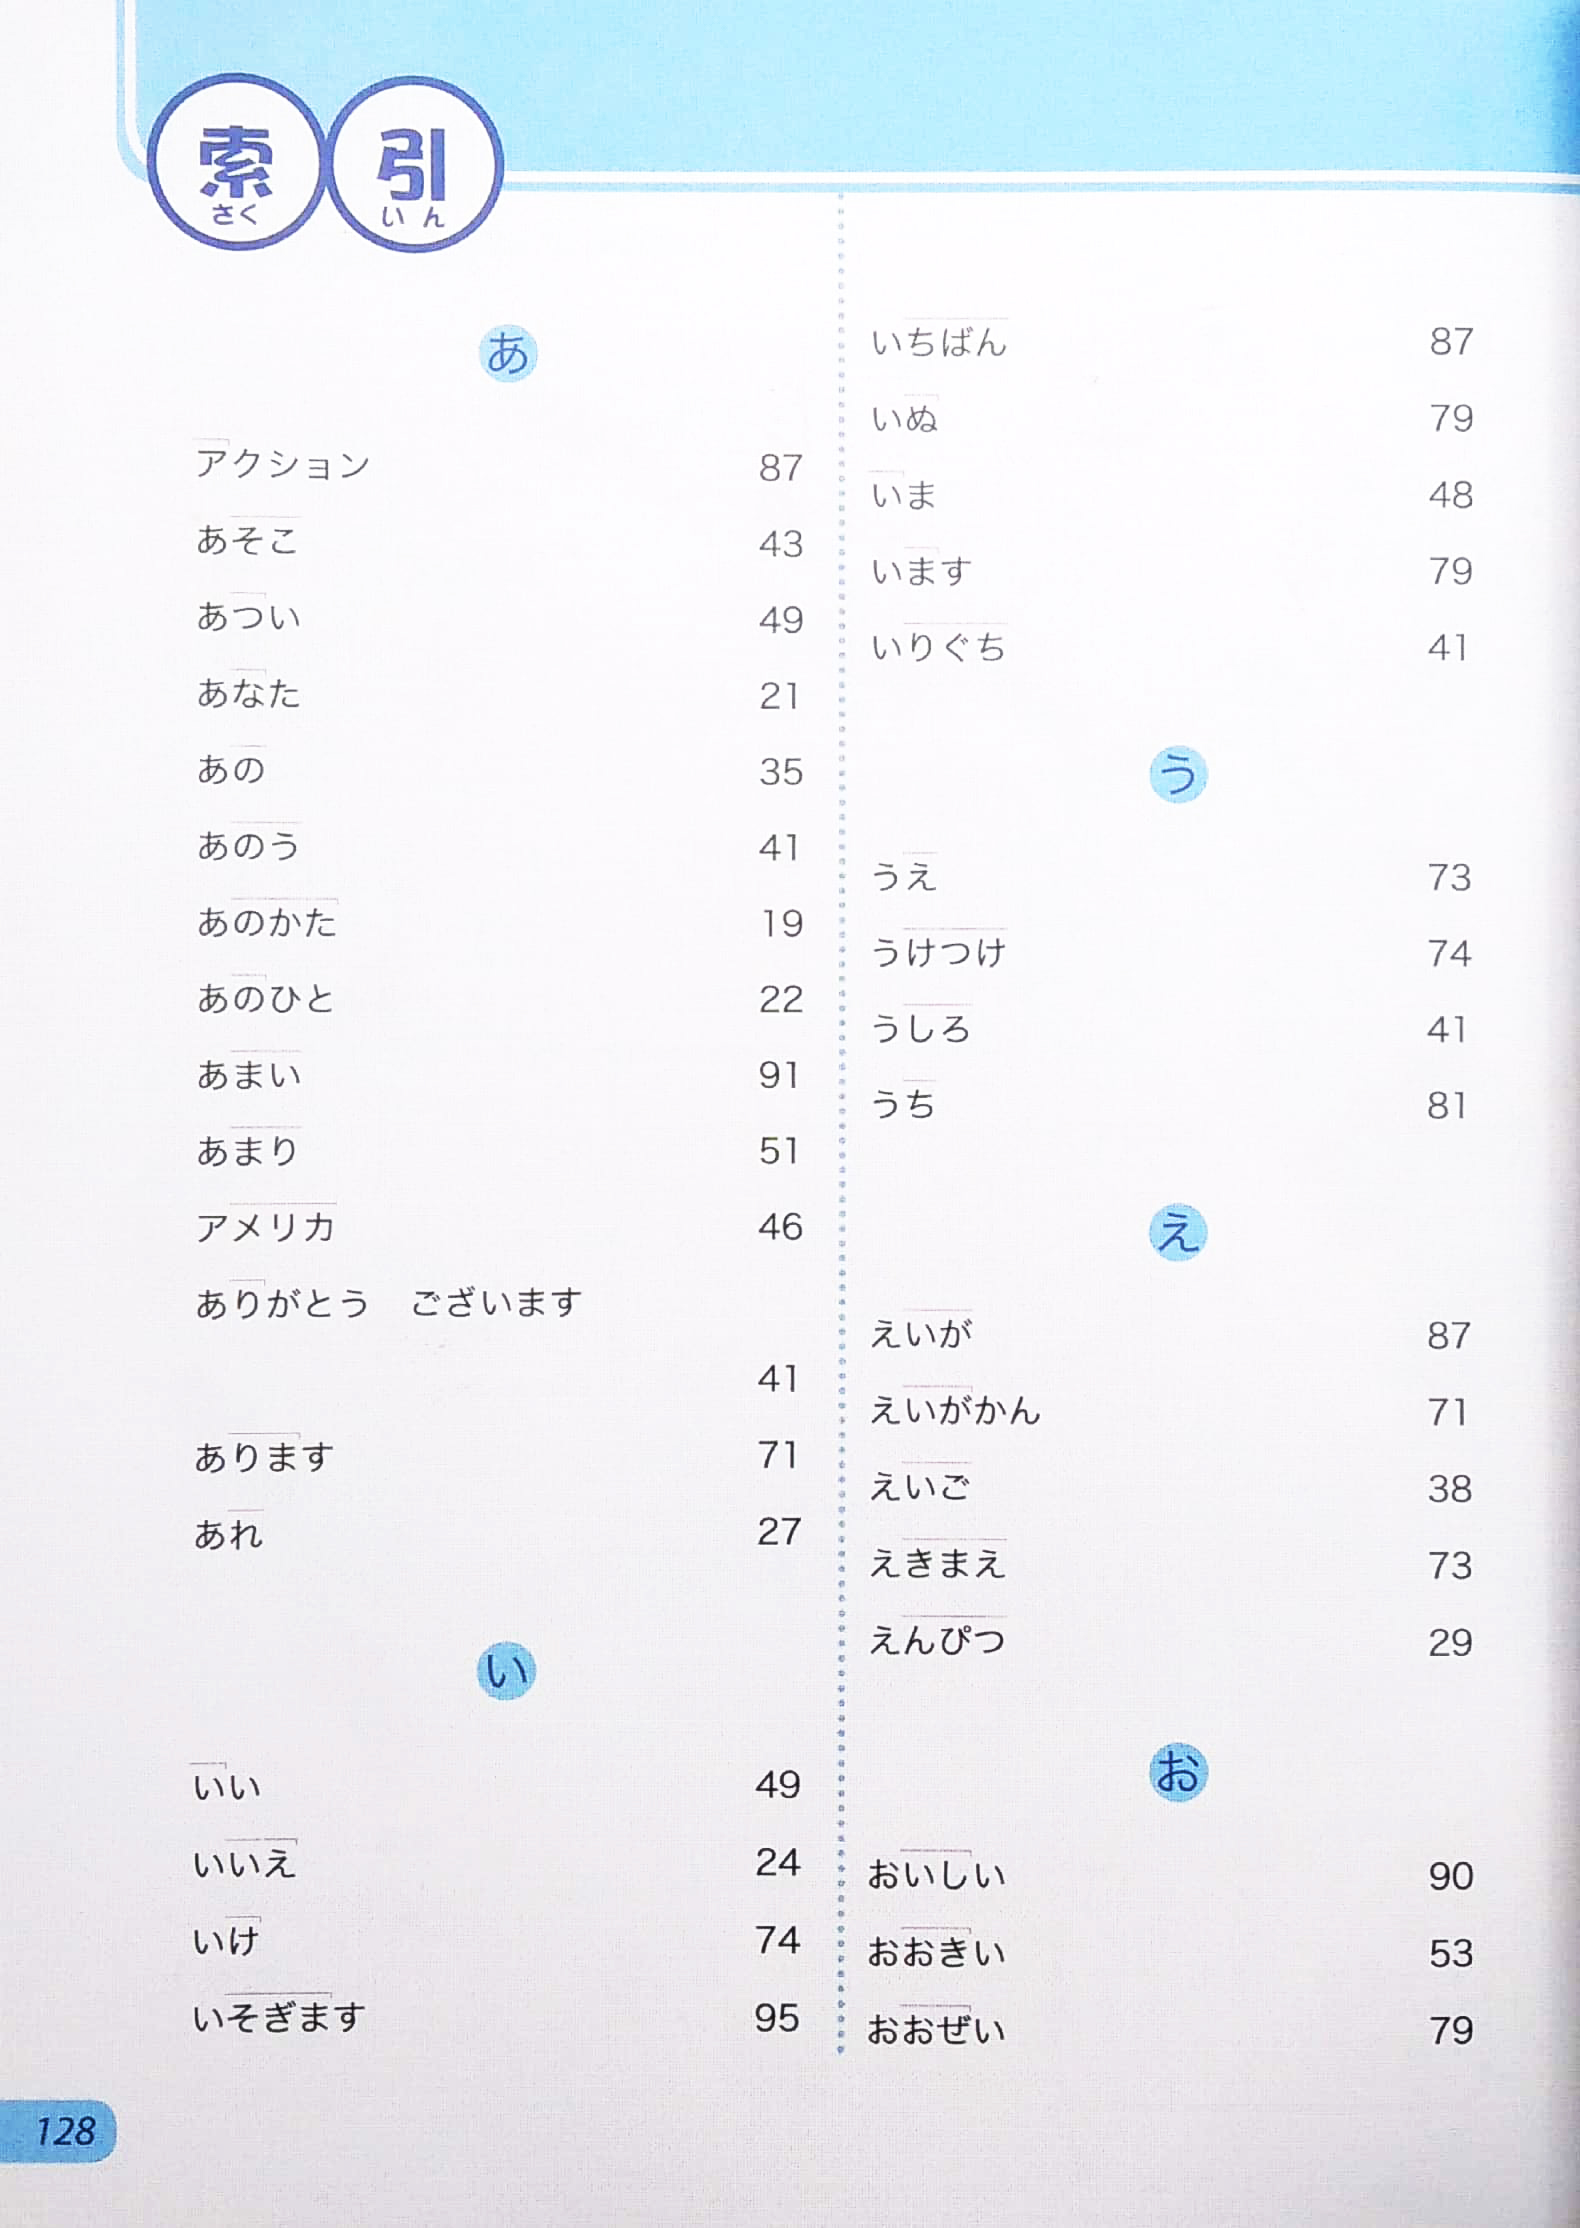 索引
さくいん
あ
アクション 87
あそこ 43
あつい 49
あなた 21
あの 35
あのう 41
あのかた 19
あのひと 22
あまい 91
あまり 51
アメリカ 46
ありがとう　ございます
41
あります 71
あれ 27
い
いい 49
いいえ 24
いけ 74
いそぎます 95
いちばん 87
いぬ 79
いま 48
います 79
いりぐち 41
う
うえ 73
うけつけ 74
うしろ 41
うち 81
え
えいが 87
えいがかん 71
えいご 38
えきまえ 73
えんぴつ 29
お
おいしい 90
おおきい 53
おおぜい 79
128